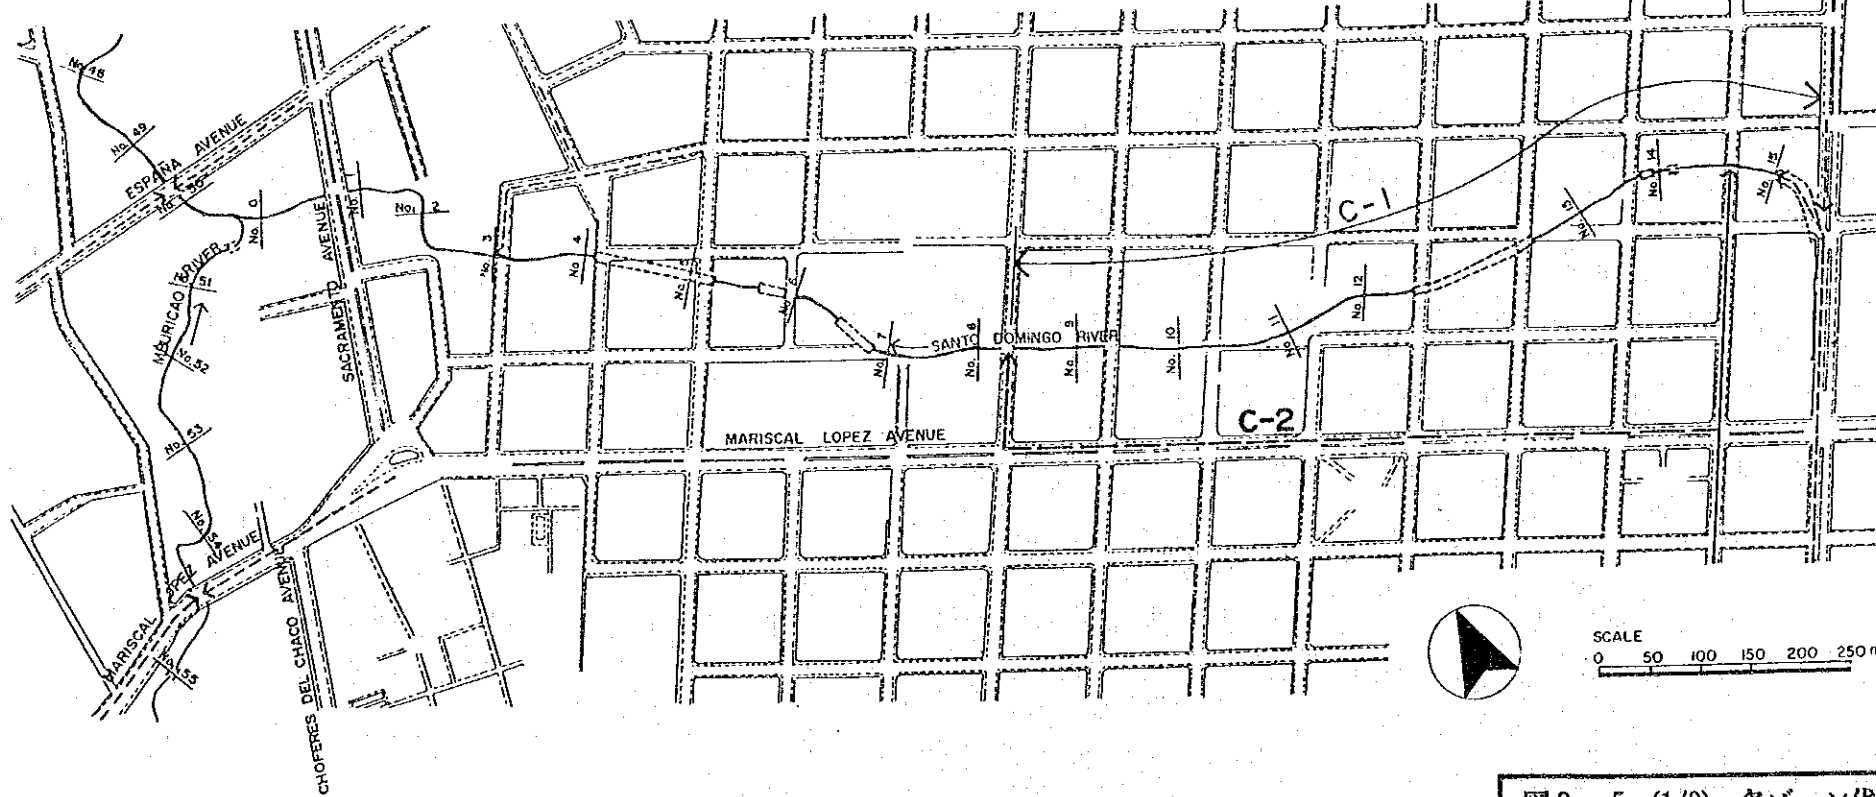 No. 48
No. 49
ESPAÑA AVENUE
No. 50
No. 0
No. 1
No. 2
No. 3
No. 4
No. 5
No. 6
No. 7
No. 8
No. 9
No. 10
No. 11
No. 12
No. 13
No. 14
No. 15
C-1
MBURICAO RIVER
51
No. 52
No. 53
No. 54
No. 55
SACRAMENTO AVENUE
SANTO DOMINGO RIVER
C-2
MARISCAL LOPEZ AVENUE
MARISCAL LOPEZ AVENUE
CHOFERES DEL CHACO AVENUE
SCALE
0 50 100 150 200 250 m
図